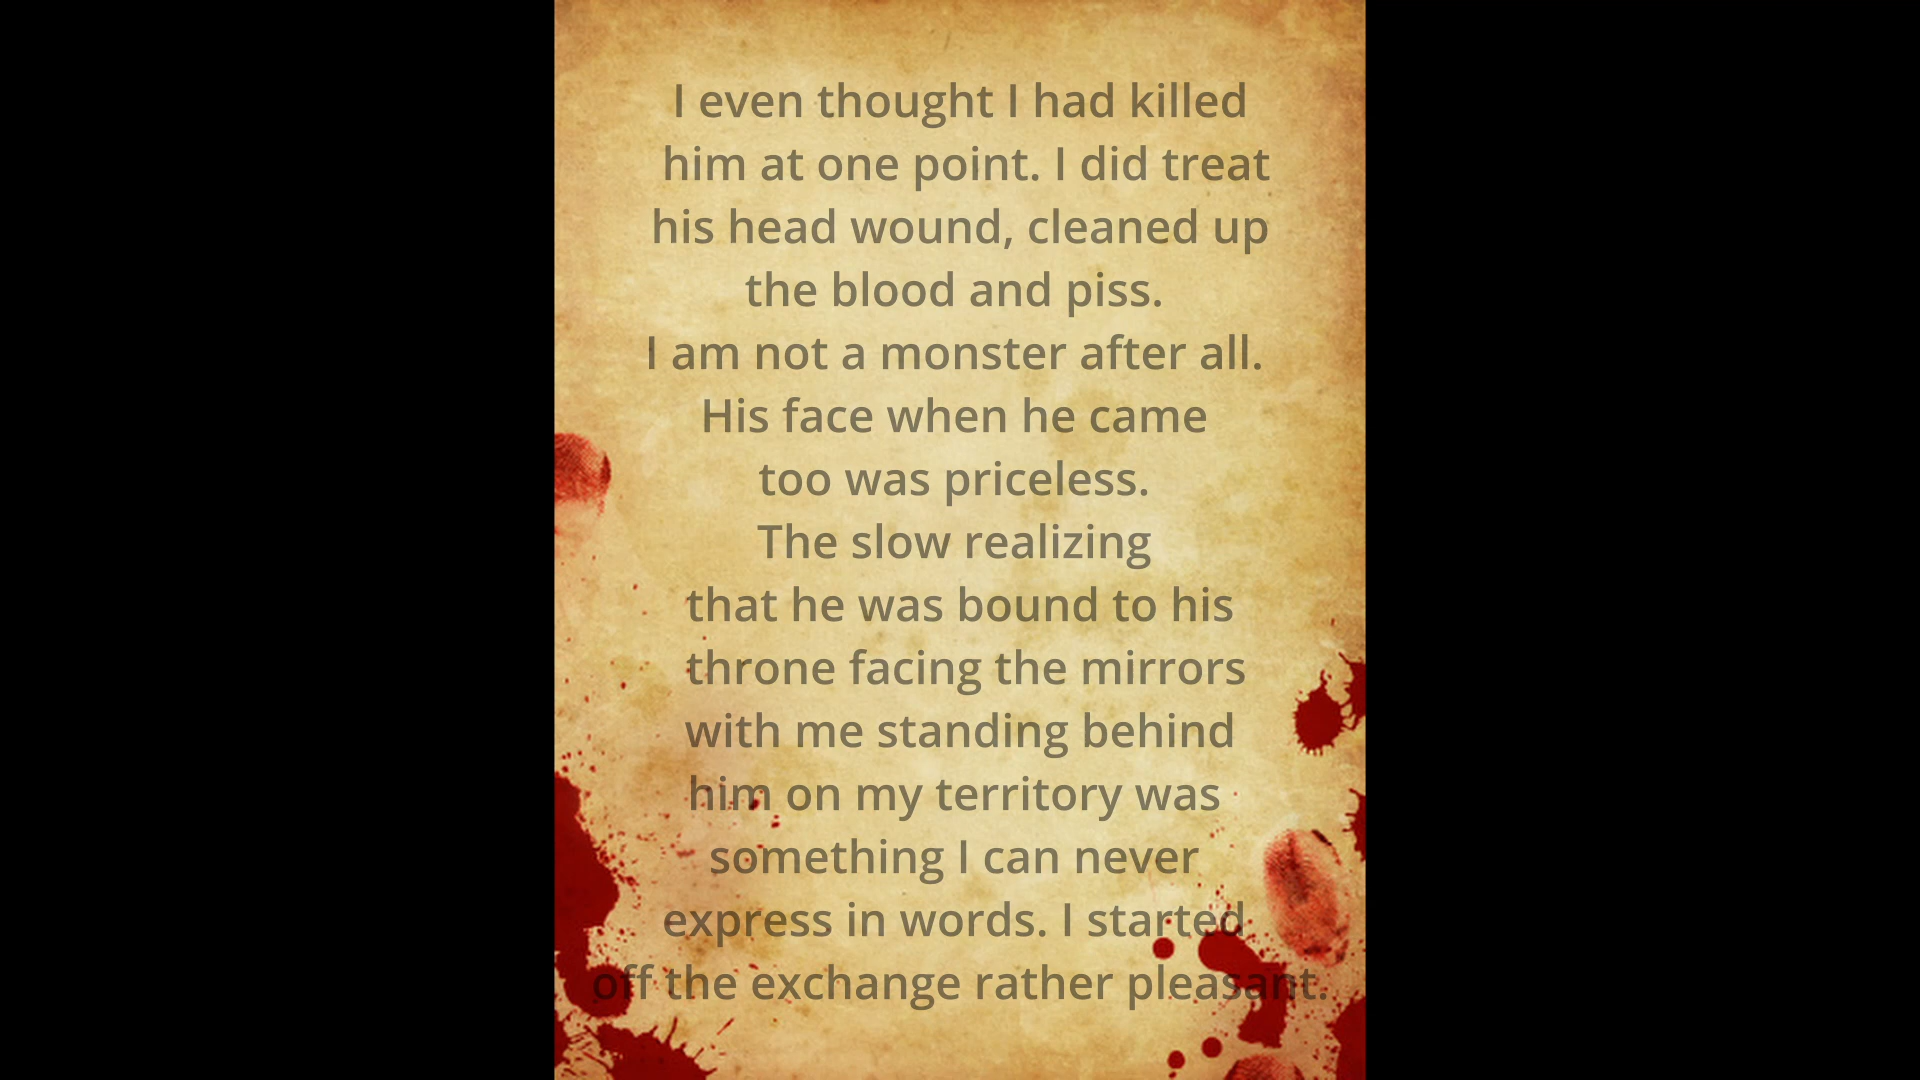 I even thought I had killed
him at one point. I did treat
his head wound, cleaned up
the blood and piss.
I am not a monster after all.
His face when he came
too was priceless.
The slow realizing
that he was bound to his
throne facing the mirrors
with me standing behind
him on my territory was
something I can never
express in words. I started
off the exchange rather pleasant.